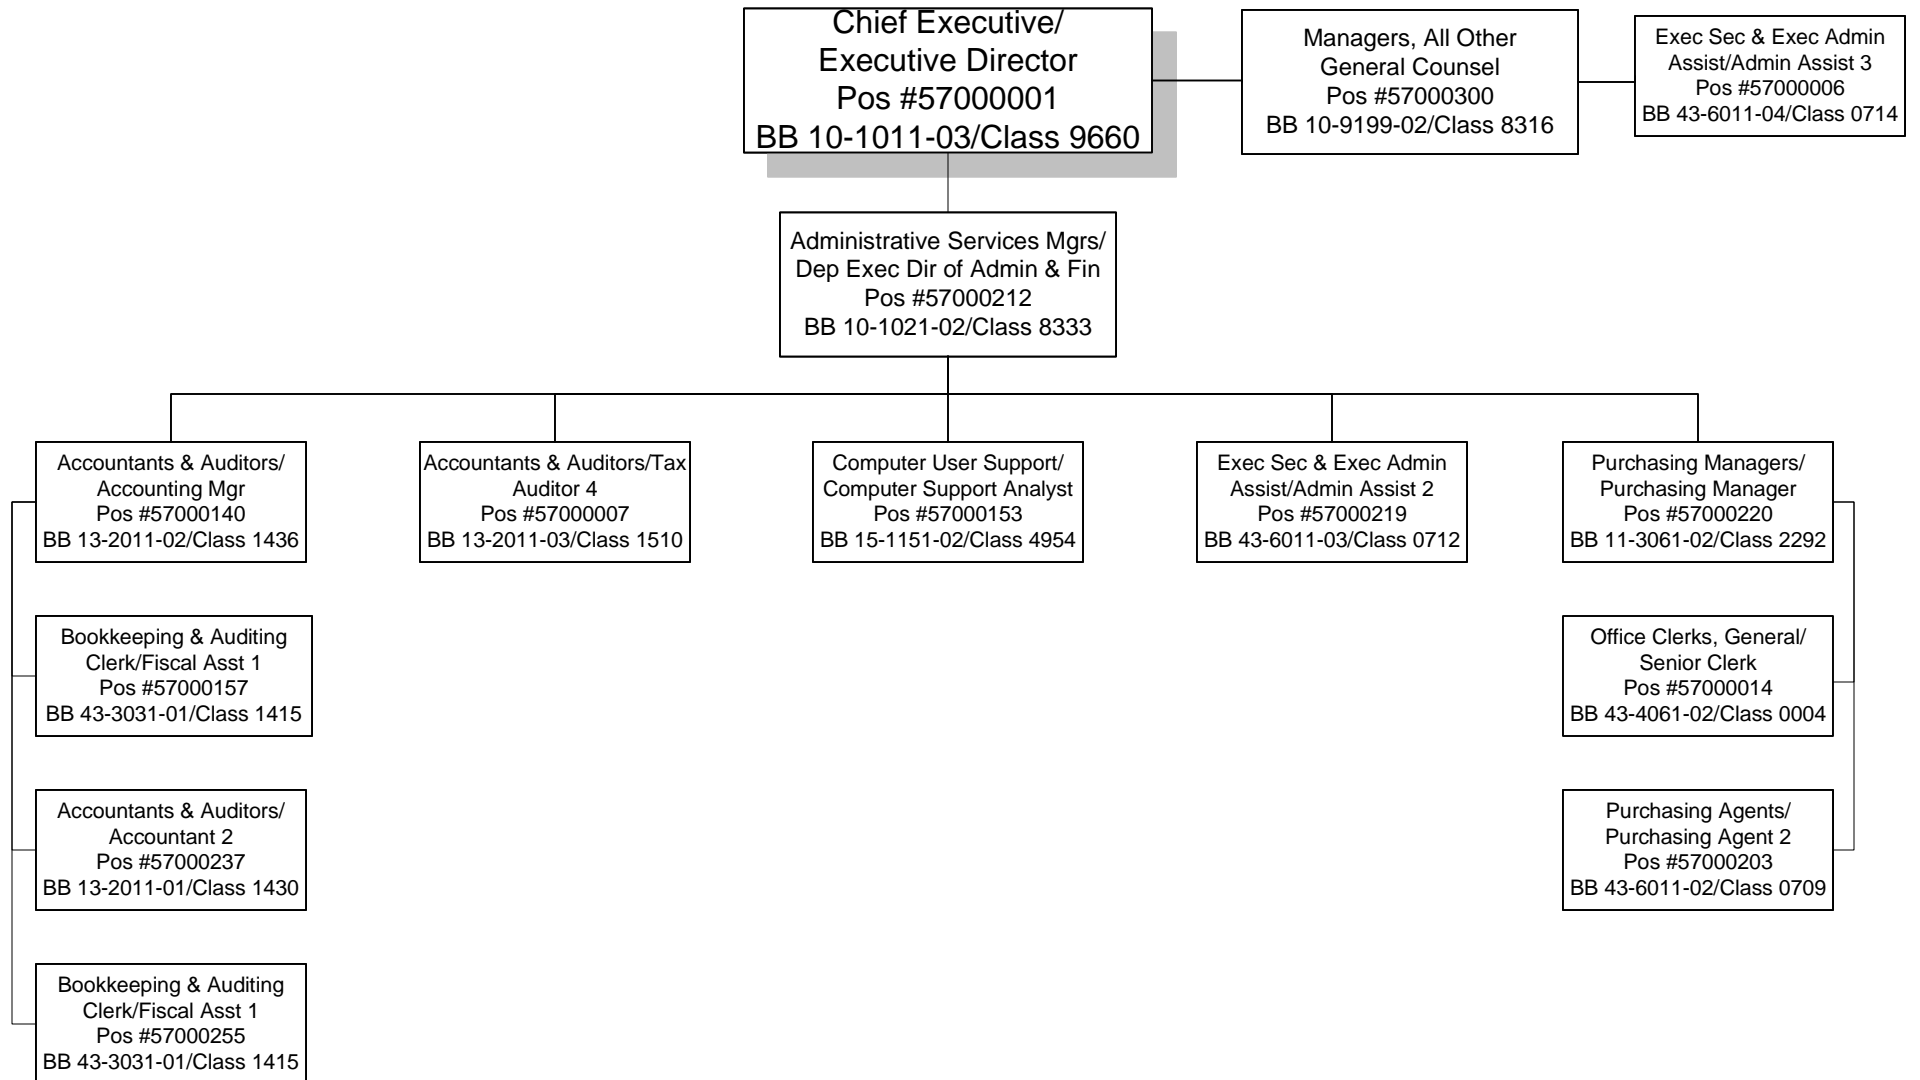 Chief Executive/
Executive Director
Pos #57000001
BB 10-1011-03/Class 9660
Managers, All Other
General Counsel
Pos #57000300
BB 10-9199-02/Class 8316
Exec Sec & Exec Admin
Assist/Admin Assist 3
Pos #57000006
BB 43-6011-04/Class 0714
Administrative Services Mgrs/
Dep Exec Dir of Admin & Fin
Pos #57000212
BB 10-1021-02/Class 8333
Accountants & Auditors/
Accounting Mgr
Pos #57000140
BB 13-2011-02/Class 1436
Accountants & Auditors/Tax
Auditor 4
Pos #57000007
BB 13-2011-03/Class 1510
Computer User Support/
Computer Support Analyst
Pos #57000153
BB 15-1151-02/Class 4954
Exec Sec & Exec Admin
Assist/Admin Assist 2
Pos #57000219
BB 43-6011-03/Class 0712
Purchasing Managers/
Purchasing Manager
Pos #57000220
BB 11-3061-02/Class 2292
Bookkeeping & Auditing
Clerk/Fiscal Asst 1
Pos #57000157
BB 43-3031-01/Class 1415
Office Clerks, General/
Senior Clerk
Pos #57000014
BB 43-4061-02/Class 0004
Accountants & Auditors/
Accountant 2
Pos #57000237
BB 13-2011-01/Class 1430
Purchasing Agents/
Purchasing Agent 2
Pos #57000203
BB 43-6011-02/Class 0709
Bookkeeping & Auditing
Clerk/Fiscal Asst 1
Pos #57000255
BB 43-3031-01/Class 1415